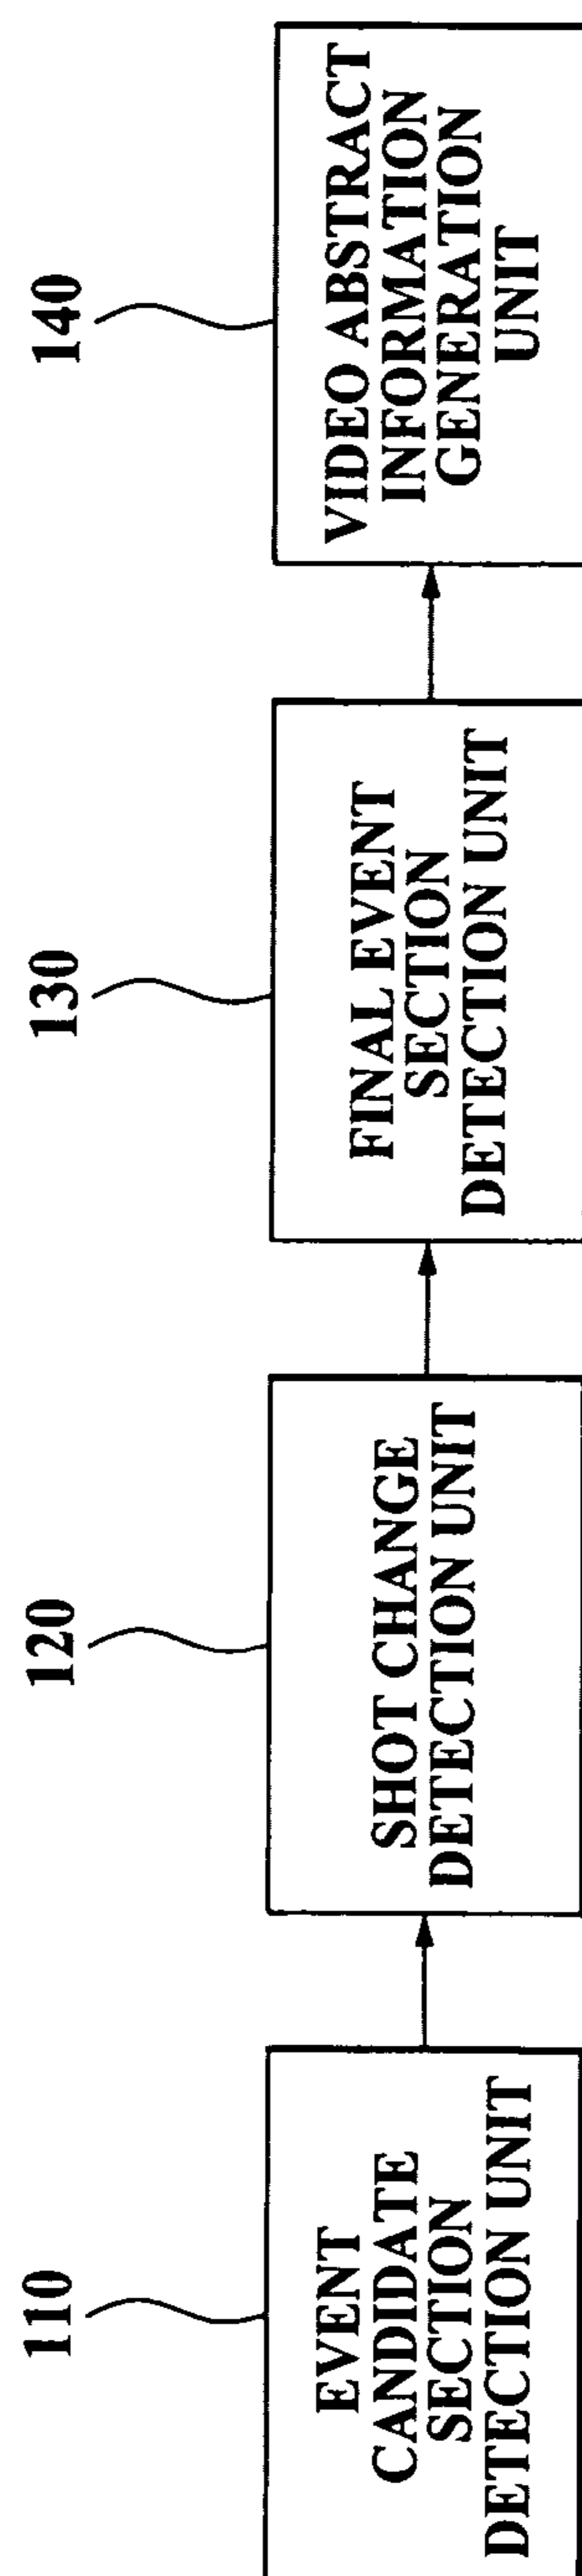 110
EVENT
CANDIDATE
SECTION
DETECTION UNIT
120
SHOT CHANGE
DETECTION UNIT
130
FINAL EVENT
SECTION
DETECTION UNIT
140
VIDEO ABSTRACT
INFORMATION
GENERATION
UNIT